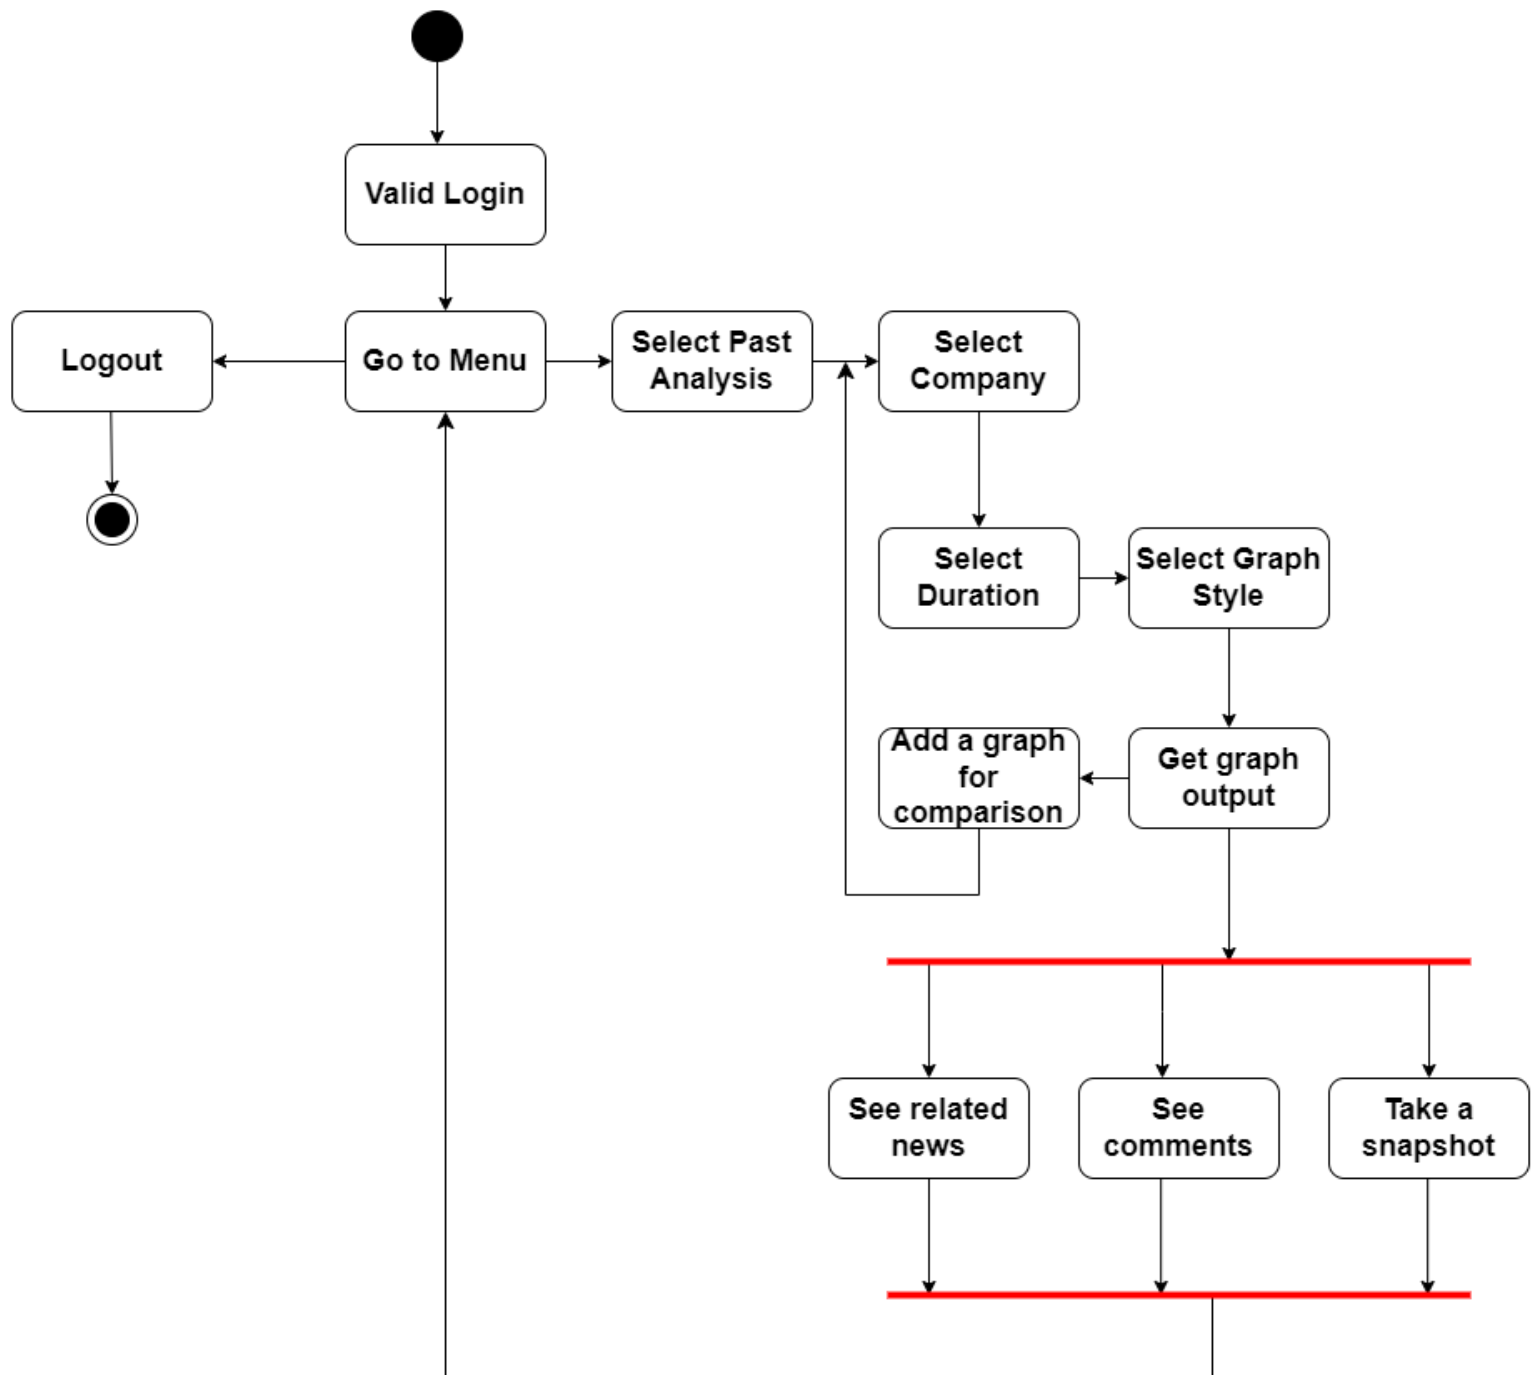 Valid Login
Logout
Go to Menu
Select Past
Analysis
Select
Company
Select
Duration
Select Graph
Style
Add a graph
for
comparison
Get graph
output
See related
news
See
comments
Take a
snapshot